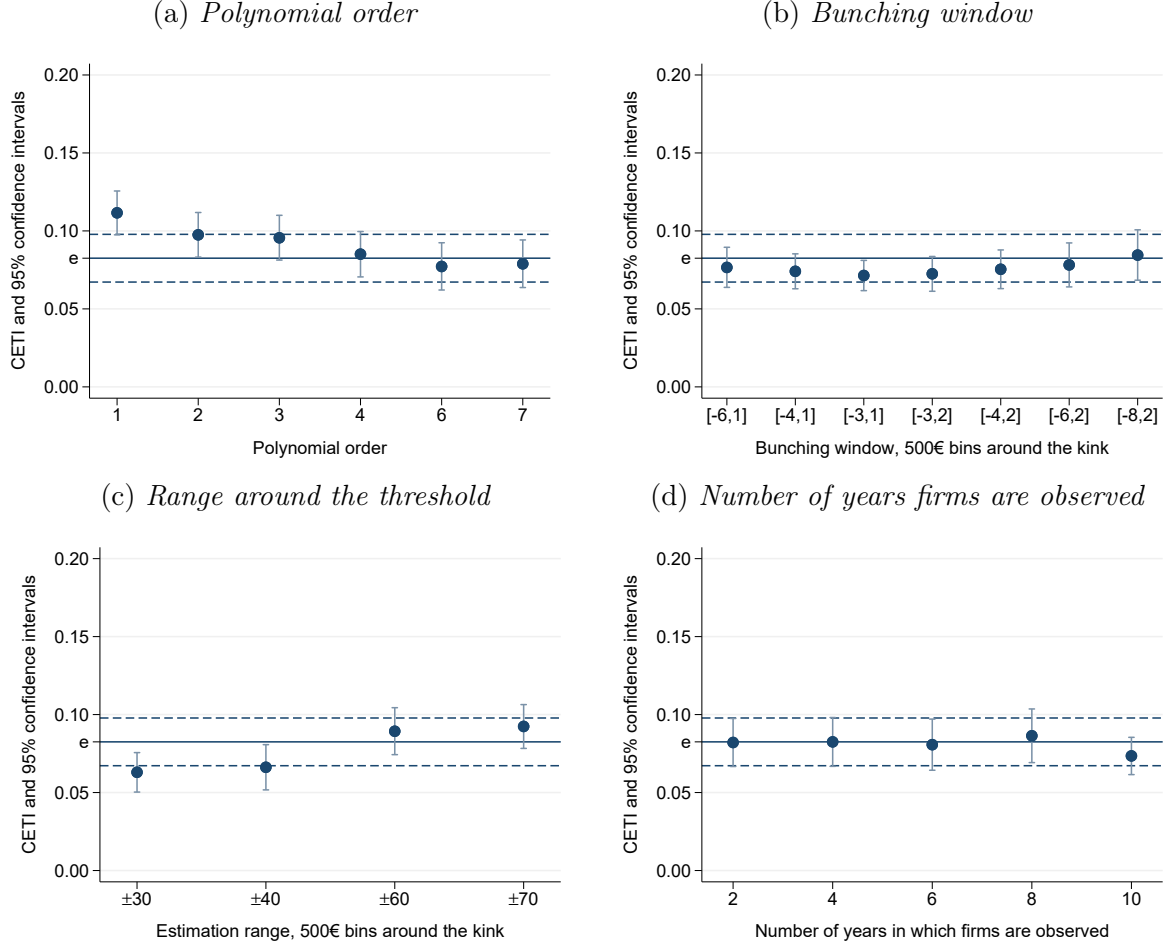 (a) Polynomial order
CETI and 95% confidence intervals
0.20
0.15
0.10
e
0.05
0.00
1 2 3 4 6 7
Polynomial order
(b) Bunching window
CETI and 95% confidence intervals
0.20
0.15
0.10
e
0.05
0.00
[-6,1] [-4,1] [-3,1] [-3,2] [-4,2] [-6,2] [-8,2]
Bunching window, 500€ bins around the kink
(c) Range around the threshold
CETI and 95% confidence intervals
0.20
0.15
0.10
e
0.05
0.00
±30 ±40 ±60 ±70
Estimation range, 500€ bins around the kink
(d) Number of years firms are observed
CETI and 95% confidence intervals
0.20
0.15
0.10
e
0.05
0.00
2 4 6 8 10
Number of years in which firms are observed